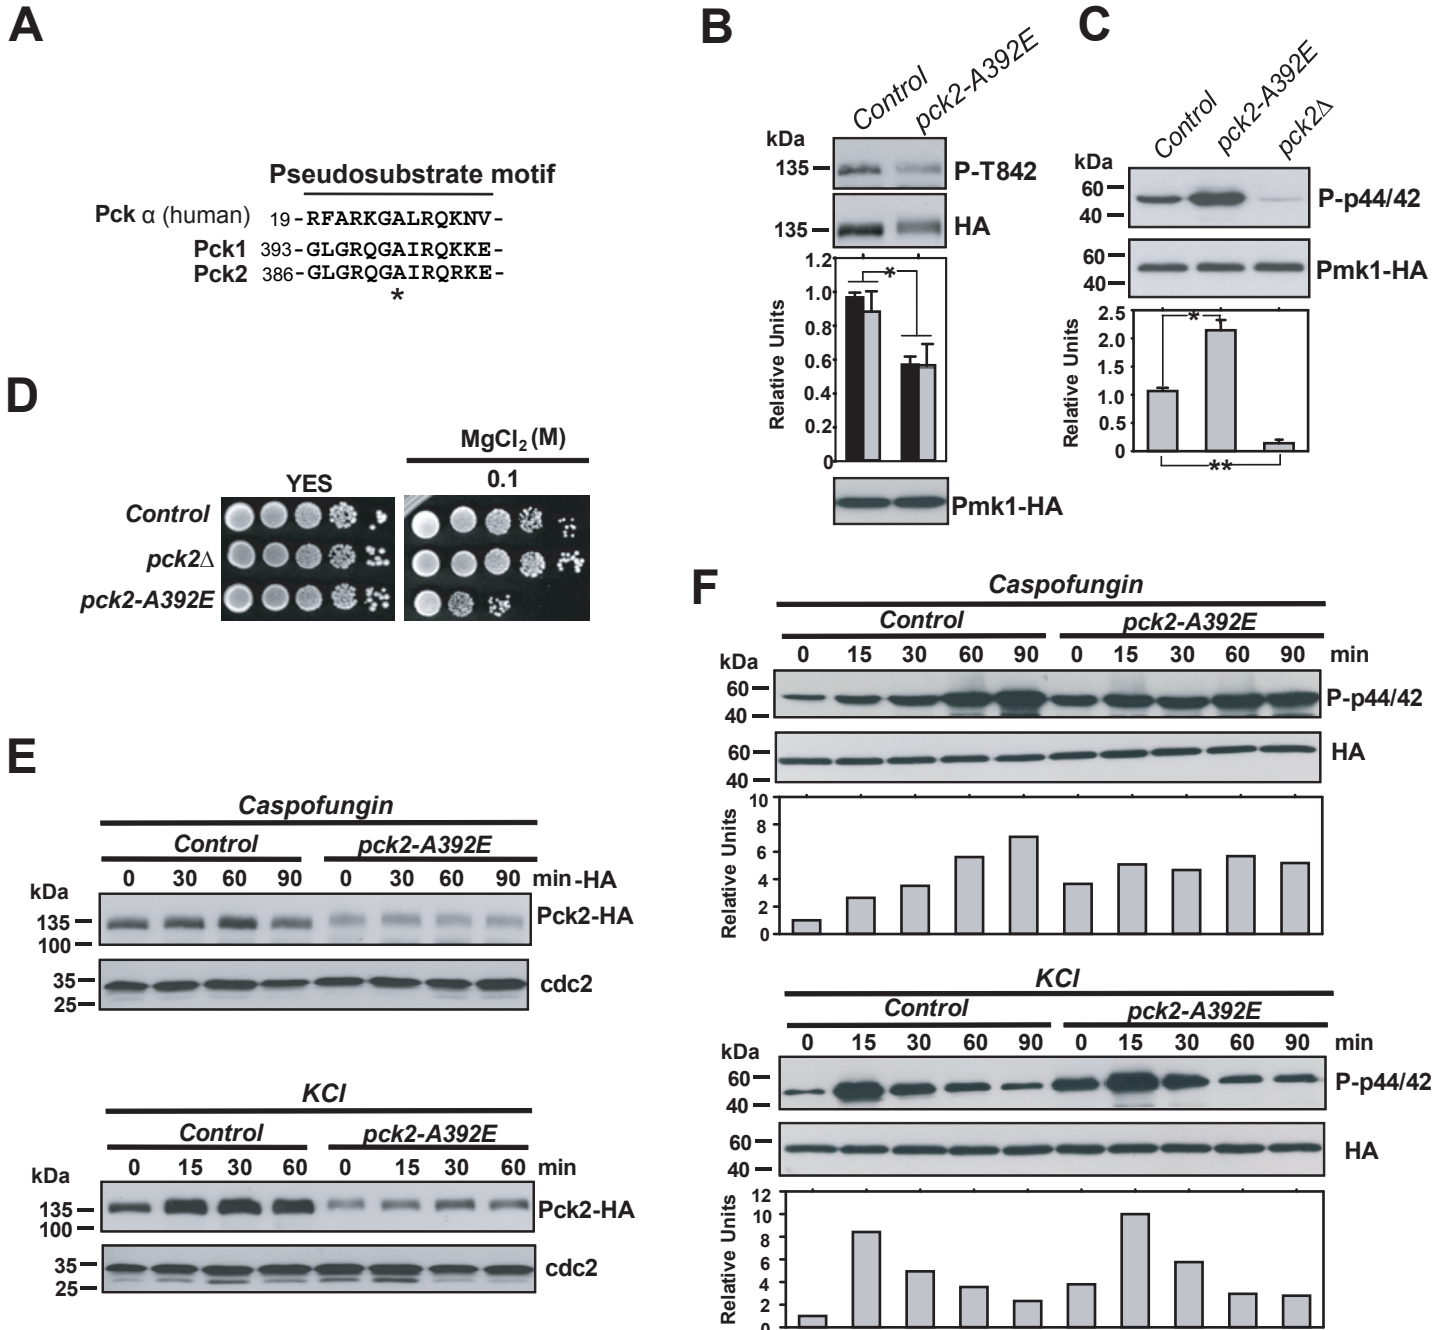 A
Pseudosubstrate motif
Pck α (human) 19-RFARKGALRQKNV-
Pck1 393-GLGRQGAIRQKKE-
Pck2 386-GLGRQGAIRQRKE-
*
B
Control pck2-A392E
kDa
135 P-T842
135 HA
1.2
1.0
0.8
0.6
0.4
0.2
0
Relative Units
*
Pmk1-HA
C
Control pck2-A392E pck2Δ
kDa
60
40
P-p44/42
60
40
Pmk1-HA
2.5
2.0
1.5
1.0
0.5
0
Relative Units
*
**
D
MgCl2 (M)
YES 0.1
Control
pck2Δ
pck2-A392E
E
Caspofungin
Control pck2-A392E
0 30 60 90 0 30 60 90 min -HA
kDa
135
100
Pck2-HA
35
25
cdc2
KCl
Control pck2-A392E
0 15 30 60 0 15 30 60 min
kDa
135
100
Pck2-HA
35
25
cdc2
F
Caspofungin
Control pck2-A392E
0 15 30 60 90 0 15 30 60 90 min
kDa
60
40
P-p44/42
60
40
HA
10
8
6
4
2
0
Relative Units
KCl
Control pck2-A392E
0 15 30 60 90 0 15 30 60 90 min
kDa
60
40
P-p44/42
60
40
HA
12
10
8
6
4
2
0
Relative Units